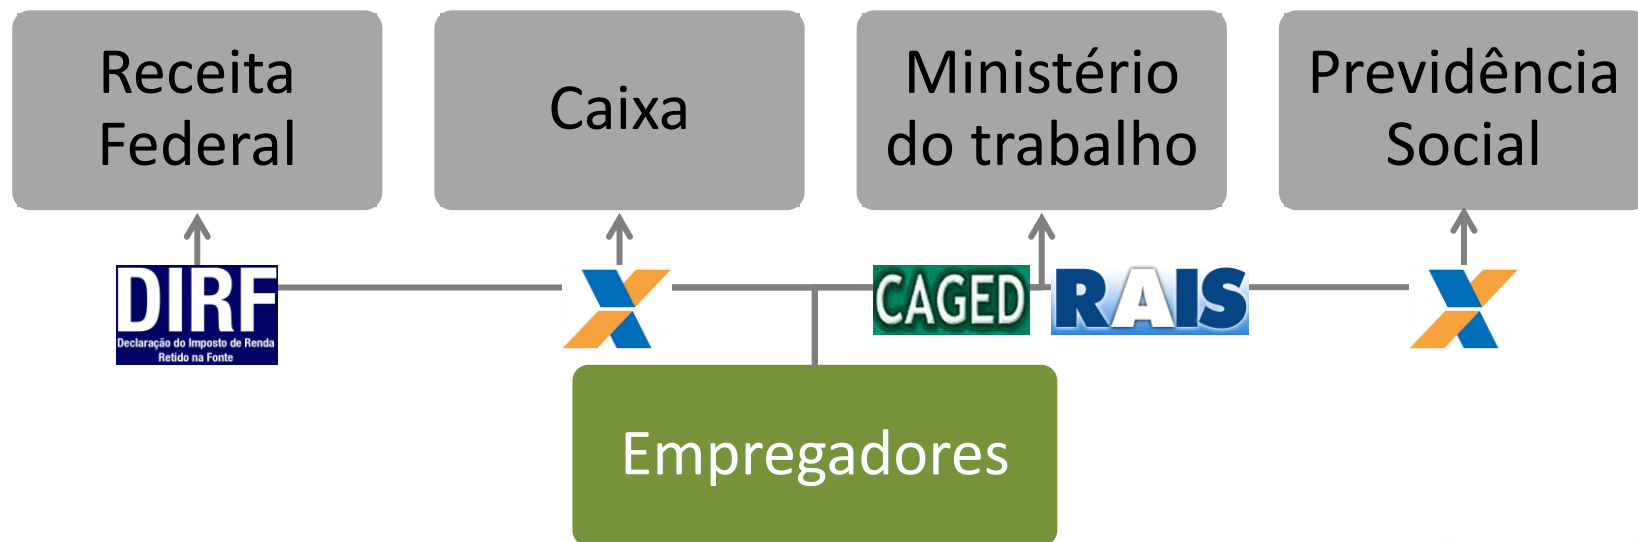 Receita
Federal
Caixa
Ministério
do trabalho
Previdência
Social
DIRF
Declaração do Imposto de Renda
Retido na Fonte
CAGED
RAIS
Empregadores